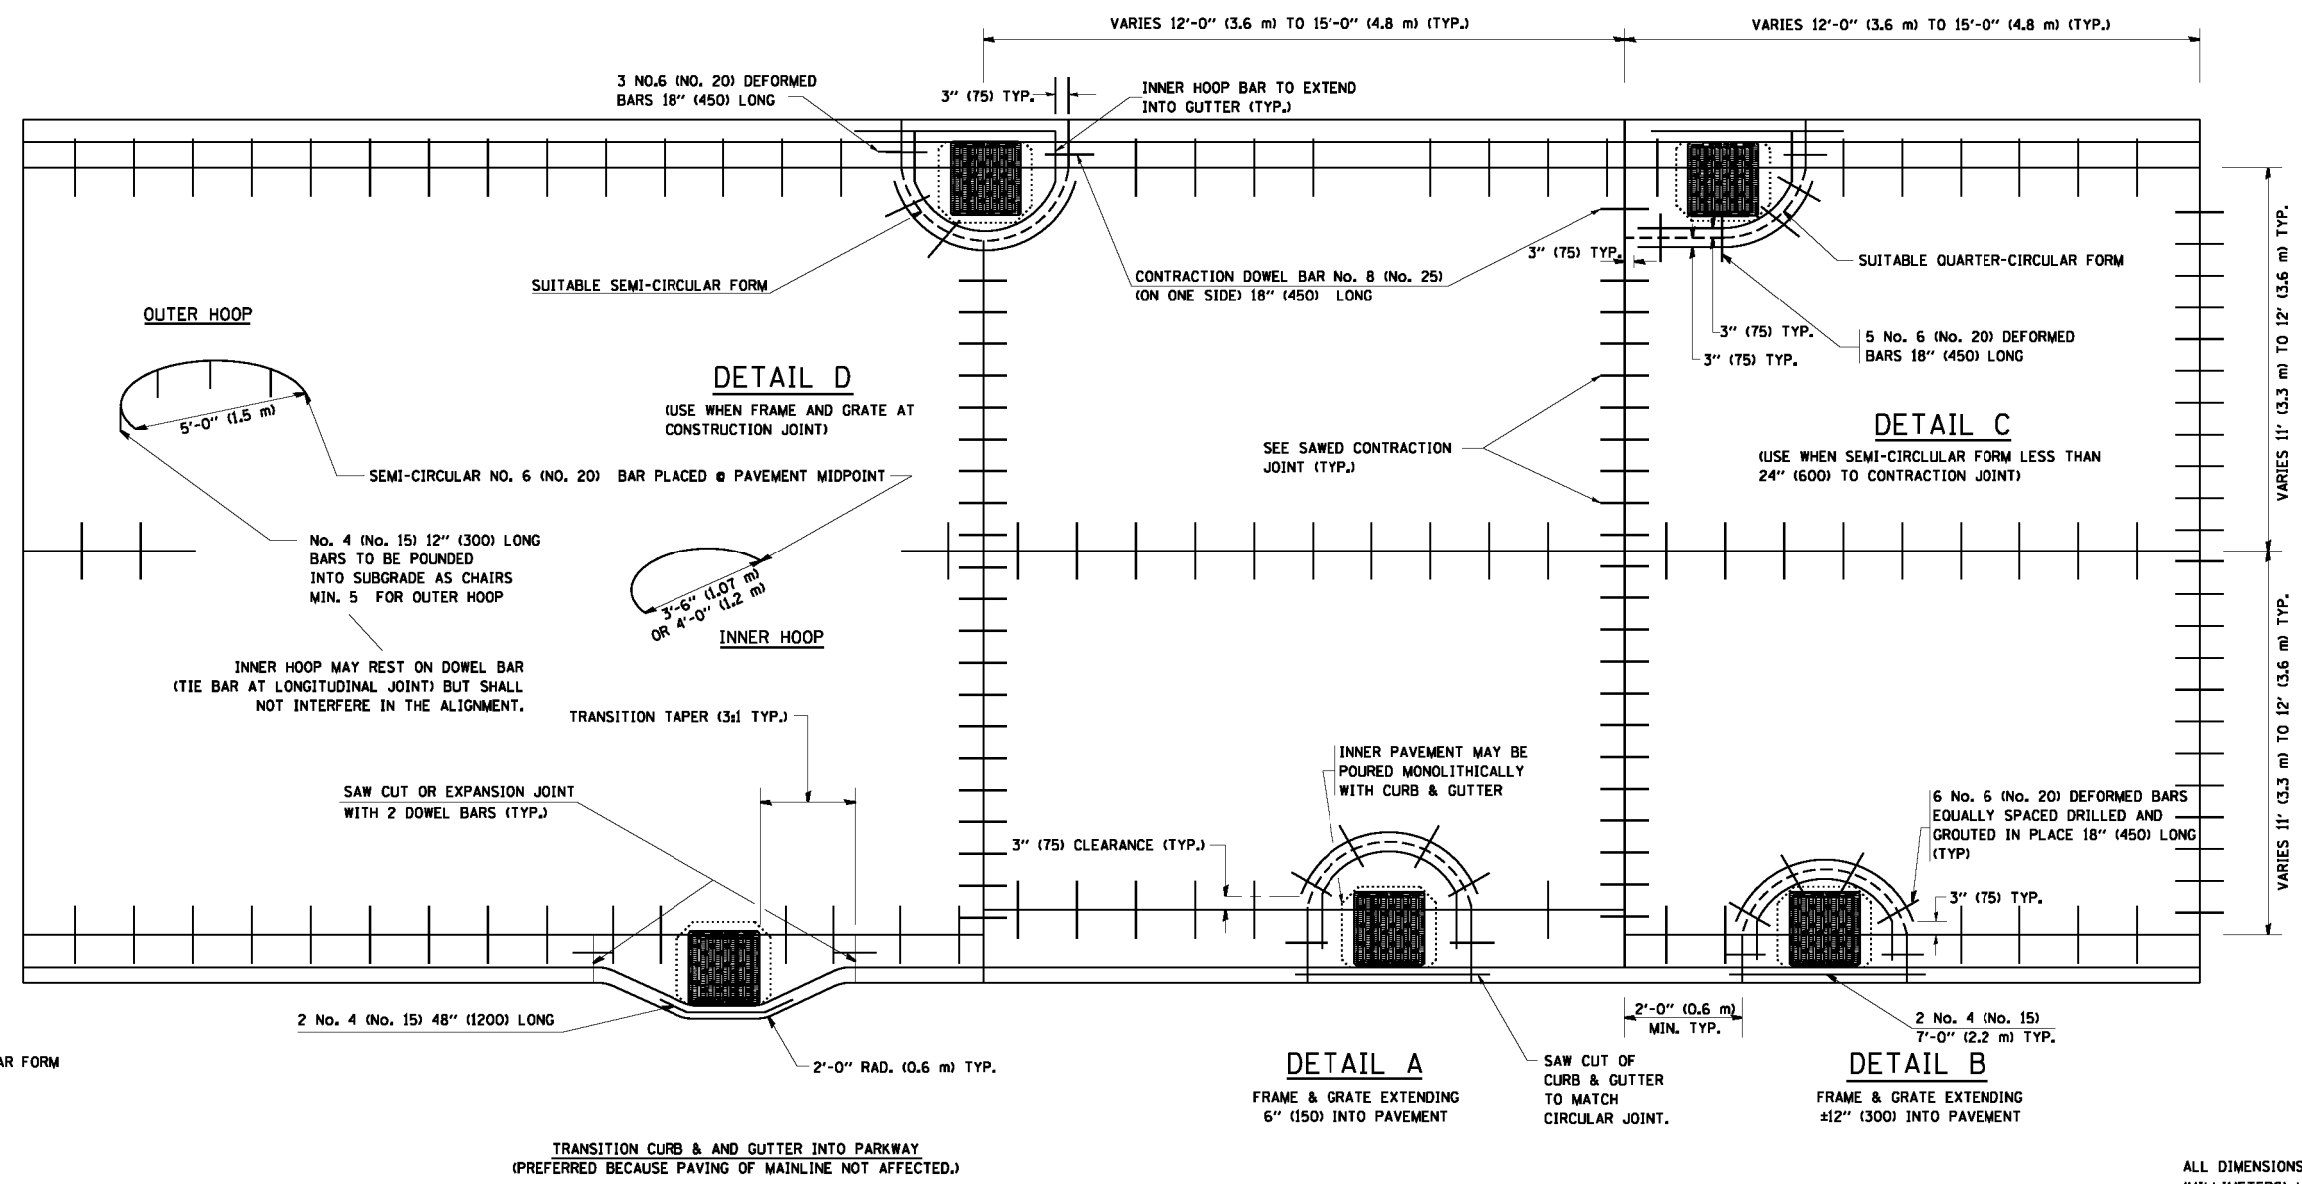 VARIES 12'-0" (3.6 m) TO 15'-0" (4.8 m) (TYP.)
VARIES 12'-0" (3.6 m) TO 15'-0" (4.8 m) (TYP.)
3 NO.6 (NO. 20) DEFORMED
BARS 18" (450) LONG
3" (75) TYP.
INNER HOOP BAR TO EXTEND
INTO GUTTER (TYP.)
SUITABLE SEMI-CIRCULAR FORM
CONTRACTION DOWEL BAR No. 8 (No. 25)
(ON ONE SIDE) 18" (450) LONG
3" (75) TYP.
SUITABLE QUARTER-CIRCULAR FORM
3" (75) TYP.
3" (75) TYP.
5 No. 6 (No. 20) DEFORMED
BARS 18" (450) LONG
VARIES 11' (3.3 m) TO 12' (3.6 m) TYP.
OUTER HOOP
5'-0" (1.5 m)
DETAIL D
(USE WHEN FRAME AND GRATE AT
CONSTRUCTION JOINT)
DETAIL C
(USE WHEN SEMI-CIRCLULAR FORM LESS THAN
24" (600) TO CONTRACTION JOINT)
SEE SAWED CONTRACTION
JOINT (TYP.)
SEMI-CIRCULAR NO. 6 (NO. 20) BAR PLACED @ PAVEMENT MIDPOINT
No. 4 (No. 15) 12" (300) LONG
BARS TO BE POUNDED
INTO SUBGRADE AS CHAIRS
MIN. 5 FOR OUTER HOOP
3'-6" (1.07 m)
OR 4'-0" (1.2 m)
INNER HOOP
INNER HOOP MAY REST ON DOWEL BAR
(TIE BAR AT LONGITUDINAL JOINT) BUT SHALL
NOT INTERFERE IN THE ALIGNMENT.
VARIES 11' (3.3 m) TO 12' (3.6 m) TYP.
TRANSITION TAPER (3:1 TYP.)
SAW CUT OR EXPANSION JOINT
WITH 2 DOWEL BARS (TYP.)
INNER PAVEMENT MAY BE
POURED MONOLITHICALLY
WITH CURB & GUTTER
3" (75) CLEARANCE (TYP.)
6 No. 6 (No. 20) DEFORMED BARS
EQUALLY SPACED DRILLED AND
GROUTED IN PLACE 18" (450) LONG
(TYP)
3" (75) TYP.
2 No. 4 (No. 15) 48" (1200) LONG
2'-0" RAD. (0.6 m) TYP.
2'-0" (0.6 m)
MIN. TYP.
2 No. 4 (No. 15)
7'-0" (2.2 m) TYP.
AR FORM
DETAIL A
FRAME & GRATE EXTENDING
6" (150) INTO PAVEMENT
SAW CUT OF
CURB & GUTTER
TO MATCH
CIRCULAR JOINT.
DETAIL B
FRAME & GRATE EXTENDING
±12" (300) INTO PAVEMENT
TRANSITION CURB & AND GUTTER INTO PARKWAY
(PREFERRED BECAUSE PAVING OF MAINLINE NOT AFFECTED.)
ALL DIMENSIONS